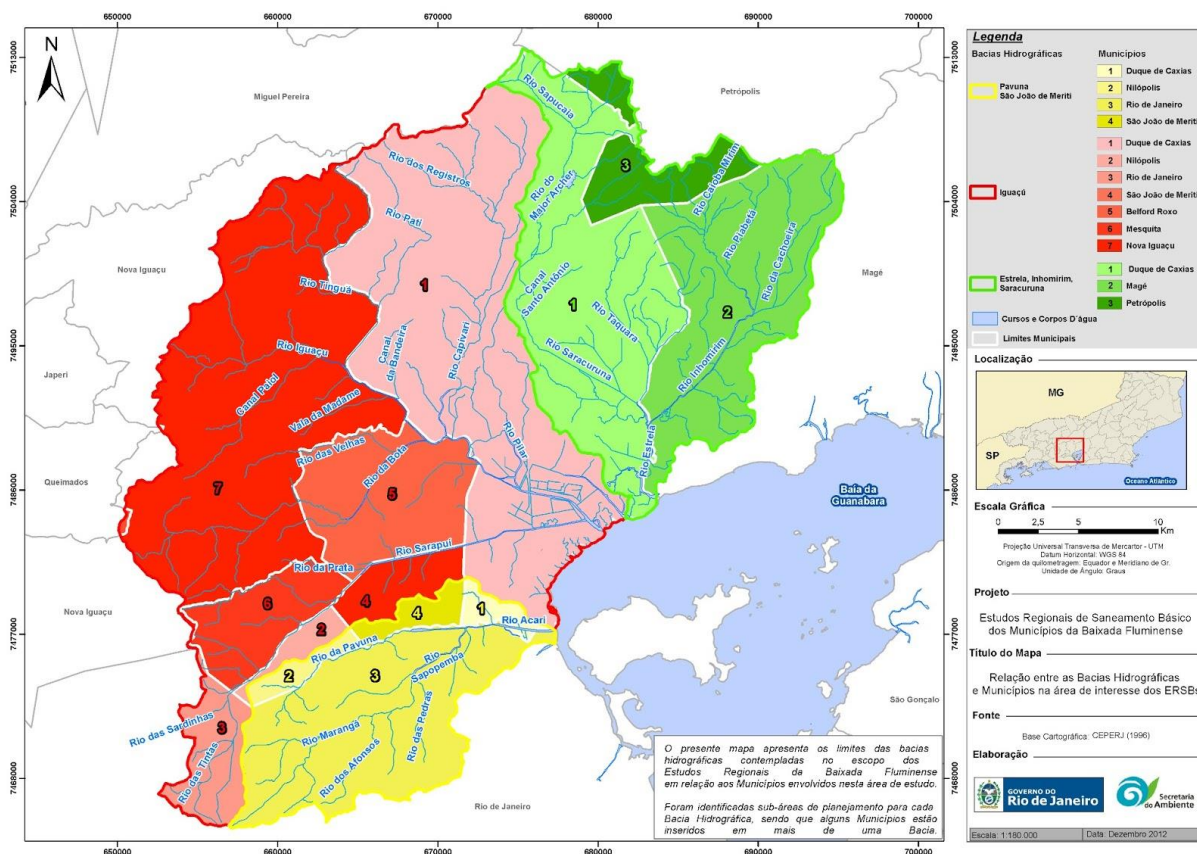 650000 660000 670000 680000 690000 700000
7513000
7504000
7495000
7486000
7477000
7468000
N
Miguel Pereira
Petrópolis
Nova Iguaçu
Japeri
Queimados
Nova Iguaçu
Magé
São Gonçalo
Rio de Janeiro
Baía da
Guanabara
Rio Sapucaia
Rio dos Registros
Rio do
Major Archer
Rio Caioba Mirim
Rio Pati
Rio Piabetá
Rio da Cachoeira
Rio Tinguá
Canal
Santo Antônio
Rio Taquara
Rio Iguaçu
Canal
da Bandeira
Rio Capivari
Rio Saracuruna
Rio Inhomirim
Canal Paiol
Vala da Madame
Rio das Velhas
Rio da Bota
Rio Pilar
Rio Estrela
Rio Sarapuí
Rio da Prata
Rio Acari
Rio da Pavuna
Rio
Sapopemba
Rio das Sardinhas
Rio Marangá
Rio das Pedras
Rio dos Afonsos
Rio das Tintas
3
1
1
2
7
5
6
4
4
1
2
2
3
3
O presente mapa apresenta os limites das bacias
hidrográficas contempladas no escopo dos
Estudos Regionais da Baixada Fluminense
em relação aos Municípios envolvidos nesta área de estudo.
Foram identificadas sub-áreas de planejamento para cada
Bacia Hidrográfica, sendo que alguns Municípios estão
inseridos em mais de uma Bacia.
650000 660000 670000 680000 690000 700000
7513000
7504000
7495000
7486000
7477000
7468000
Legenda
Bacias Hidrográficas Municípios
Pavuna
São João de Meriti
1 Duque de Caxias
2 Nilópolis
3 Rio de Janeiro
4 São João de Meriti
Iguaçú
1 Duque de Caxias
2 Nilópolis
3 Rio de Janeiro
4 São João de Meriti
5 Belford Roxo
6 Mesquita
7 Nova Iguaçu
Estrela, Inhomirim,
Saracuruna
1 Duque de Caxias
2 Magé
3 Petrópolis
Cursos e Corpos D´água
Limites Municipais
Localização
MG
SP
Oceano Atlântico
Escala Gráfica
0 2,5 5 10
Km
Projeção Universal Transversa de Mercartor - UTM
Datum Horizontal: WGS 84
Origem da quilometragem: Equador e Meridiano de Gr.
Unidade de Ângulo: Graus
Projeto
Estudos Regionais de Saneamento Básico
dos Municípios da Baixada Fluminense
Título do Mapa
Relação entre as Bacias Hidrográficas
e Municípios na área de interesse dos ERSBs
Fonte
Base Cartográfica: CEPERJ (1996)
Elaboração
GOVERNO DO
Rio de Janeiro
Secretaria
do Ambiente
Escala: 1:180.000 Data: Dezembro 2012